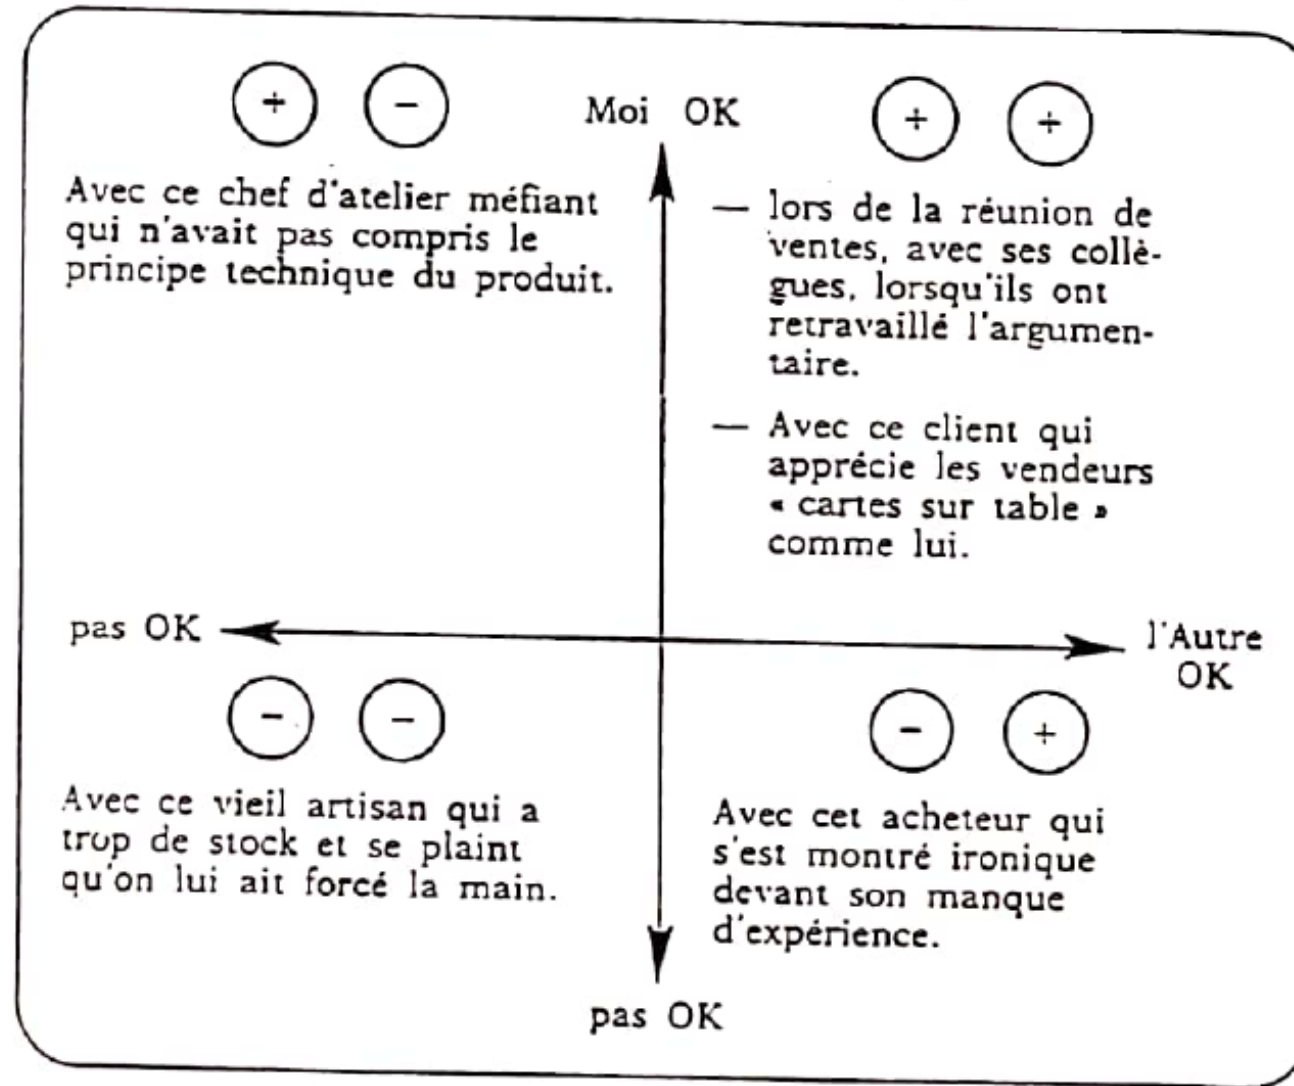 + -
Moi OK
+ +
Avec ce chef d'atelier méfiant
qui n'avait pas compris le
principe technique du produit.
— lors de la réunion de
ventes, avec ses collè-
gues, lorsqu'ils ont
retravaillé l'argumen-
taire.
— Avec ce client qui
apprécie les vendeurs
« cartes sur table »
comme lui.
pas OK
l'Autre
OK
- -
Avec ce vieil artisan qui a
trop de stock et se plaint
qu'on lui ait forcé la main.
- +
Avec cet acheteur qui
s'est montré ironique
devant son manque
d'expérience.
pas OK